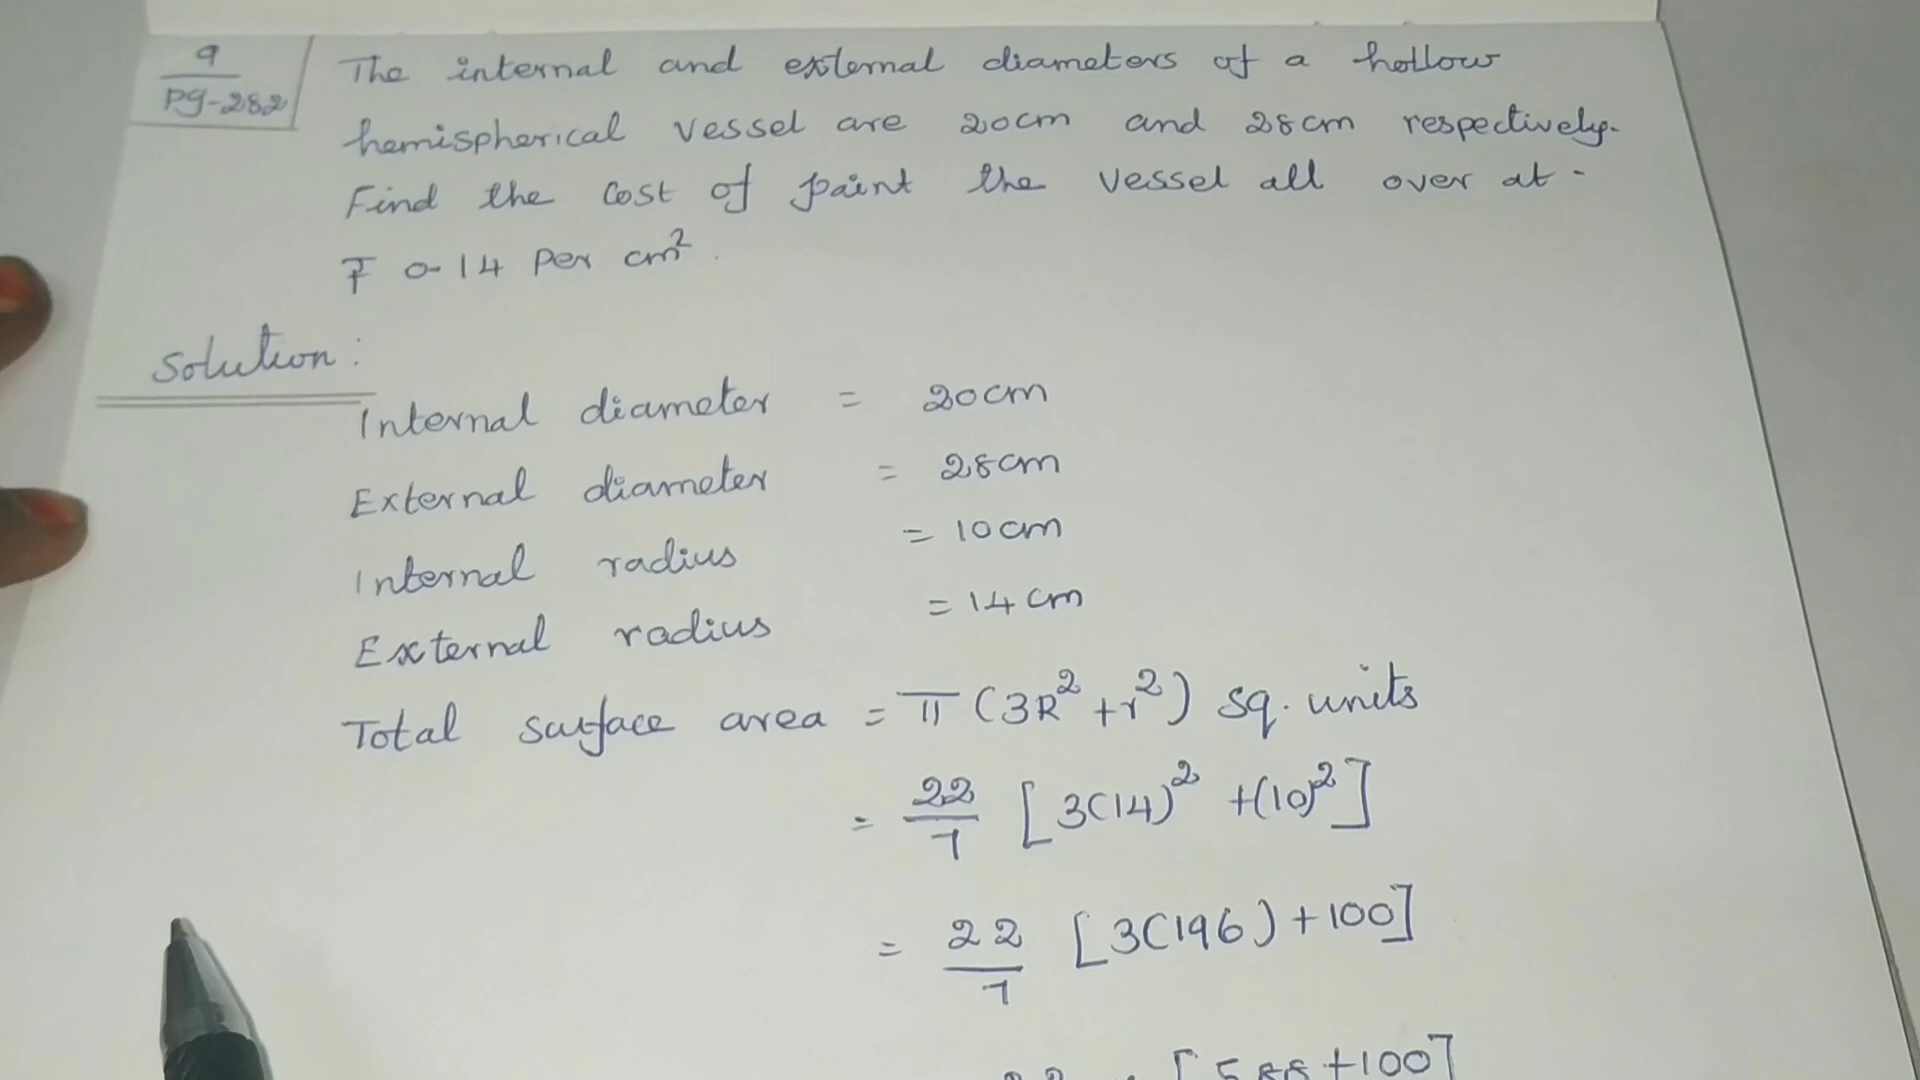 9
Pg-282
The internal and external diameters of a hollow
hemispherical vessel are 20cm and 28cm respectively.
Find the cost of paint the vessel all over at -
₹ 0-14 Per cm²
Solution :
Internal diameter = 20cm
External diameter = 28cm
Internal radius = 10cm
External radius = 14cm
Total surface area = π (3R² + r²) sq. units
= 22/7 [3(14)² + (10)²]
= 22/7 [3(196) + 100]
22 [588 + 100]